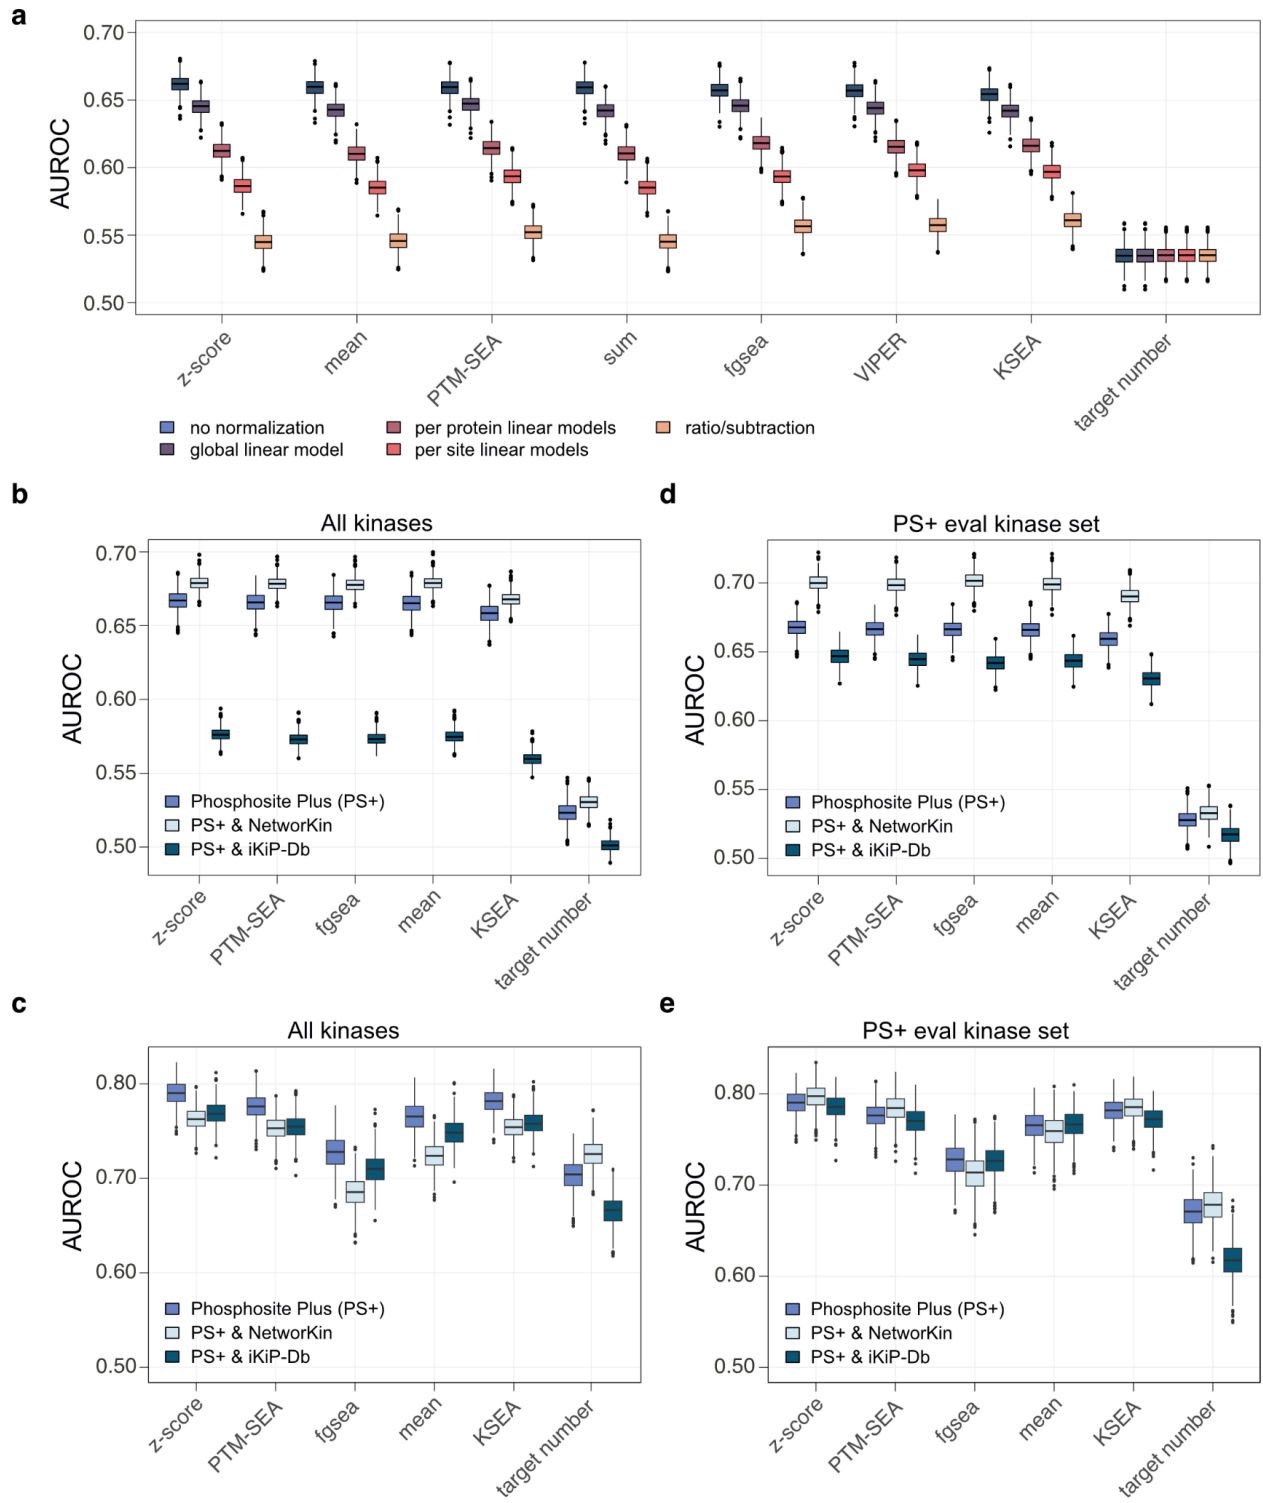 a
0.70
0.65
0.60
0.55
0.50
AUROC
z-score
mean
PTM-SEA
sum
fgsea
VIPER
KSEA
target number
no normalization
per protein linear models
ratio/subtraction
global linear model
per site linear models
b
All kinases
0.70
0.65
0.60
0.55
0.50
AUROC
Phosphosite Plus (PS+)
PS+ & NetworKin
PS+ & iKiP-Db
z-score
PTM-SEA
fgsea
mean
KSEA
target number
d
PS+ eval kinase set
0.70
0.65
0.60
0.55
0.50
AUROC
Phosphosite Plus (PS+)
PS+ & NetworKin
PS+ & iKiP-Db
z-score
PTM-SEA
fgsea
mean
KSEA
target number
c
All kinases
0.80
0.70
0.60
0.50
AUROC
Phosphosite Plus (PS+)
PS+ & NetworKin
PS+ & iKiP-Db
z-score
PTM-SEA
fgsea
mean
KSEA
target number
e
PS+ eval kinase set
0.80
0.70
0.60
0.50
AUROC
Phosphosite Plus (PS+)
PS+ & NetworKin
PS+ & iKiP-Db
z-score
PTM-SEA
fgsea
mean
KSEA
target number